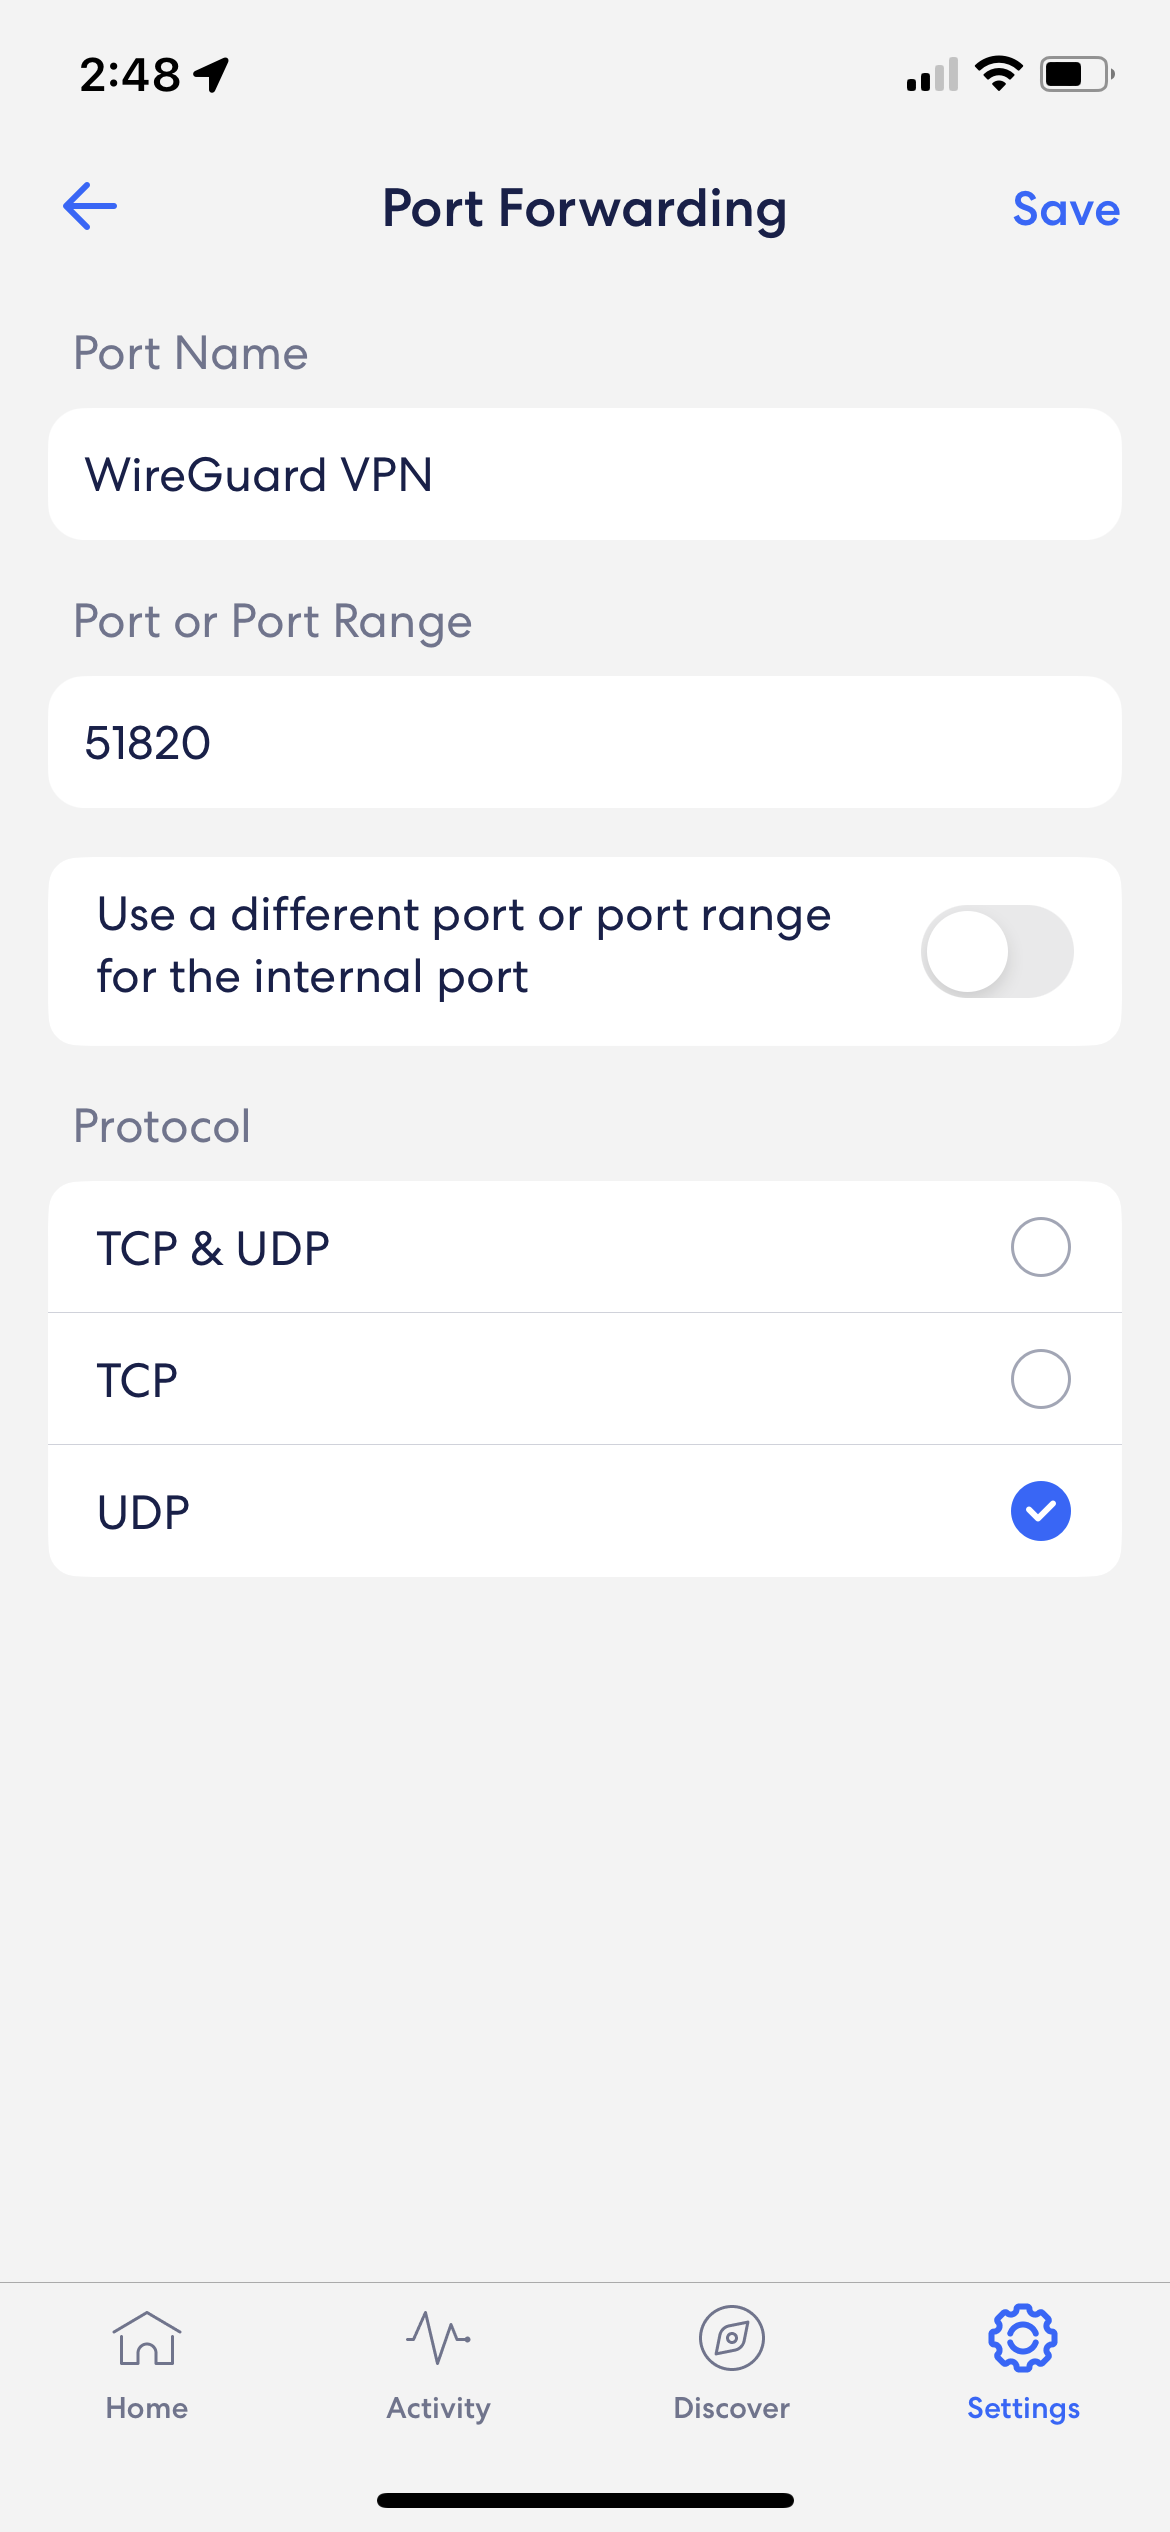 2:48
Port Forwarding
Save
Port Name
WireGuard VPN
Port or Port Range
51820
Use a different port or port range
for the internal port
Protocol
TCP & UDP
TCP
UDP
Home
Activity
Discover
Settings